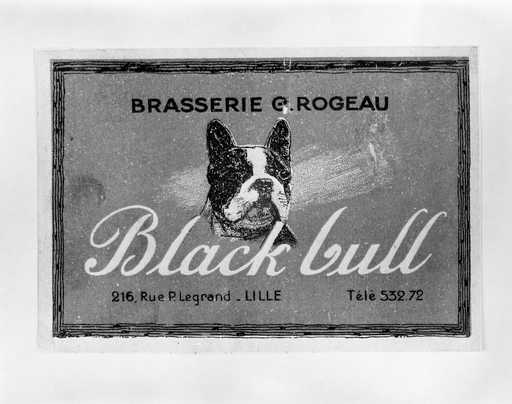 BRASSERIE G. ROGEAU
Black bull
216, Rue P. Legrand - LILLE Télé 532.72